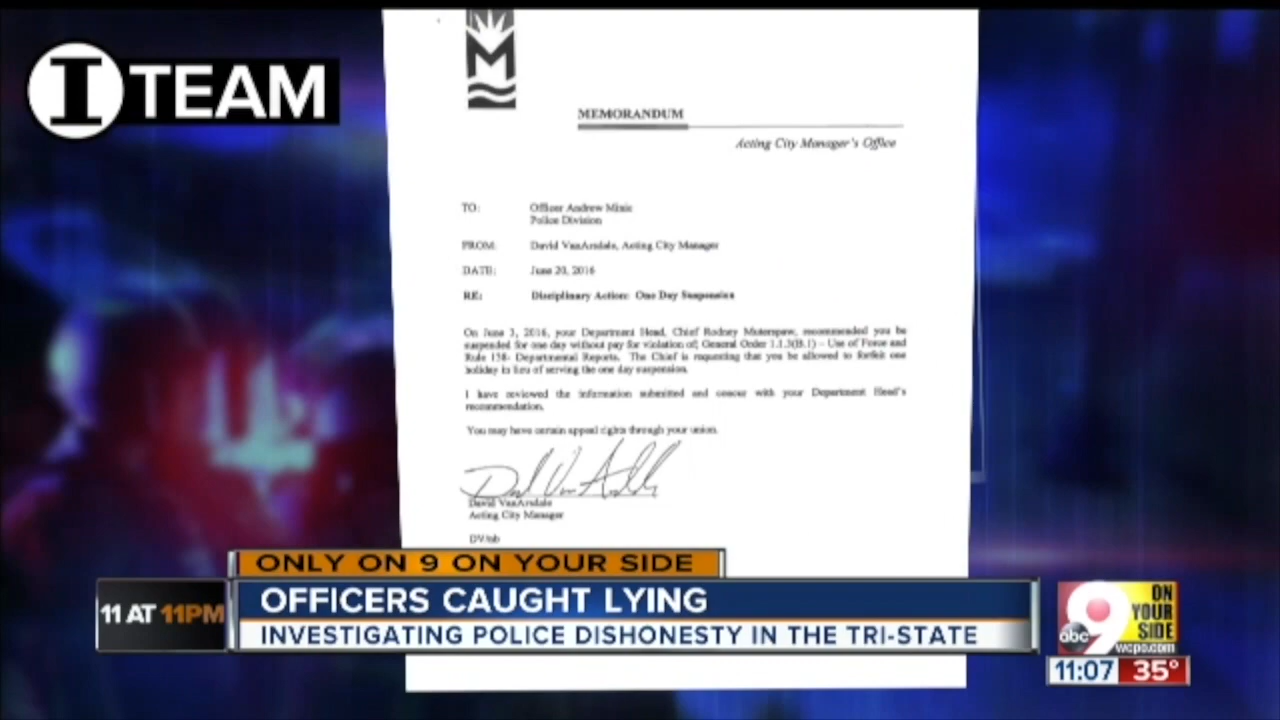 I TEAM
M
MEMORANDUM
Acting City Manager's Office
TO: Officer Andrew Minic
Police Division
FROM: David VanArsdale, Acting City Manager
DATE: June 20, 2016
RE: Disciplinary Action: One Day Suspension
On June 3, 2016, your Department Head, Chief Rodney Muterspaw, recommended you be
suspended for one day without pay for violation of; General Order 1.1.3(B.1) – Use of Force and
Rule 138- Departmental Reports. The Chief is requesting that you be allowed to forfeit one
holiday in lieu of serving the one day suspension.
I have reviewed the information submitted and concur with your Department Head's
recommendation.
You may have certain appeal rights through your union.
David VanArsdale
David VanArsdale
Acting City Manager
DV/sb
ONLY ON 9 ON YOUR SIDE
11 AT 11PM
OFFICERS CAUGHT LYING
INVESTIGATING POLICE DISHONESTY IN THE TRI-STATE
abc 9 ON YOUR SIDE
wcpo.com
11:07 35°